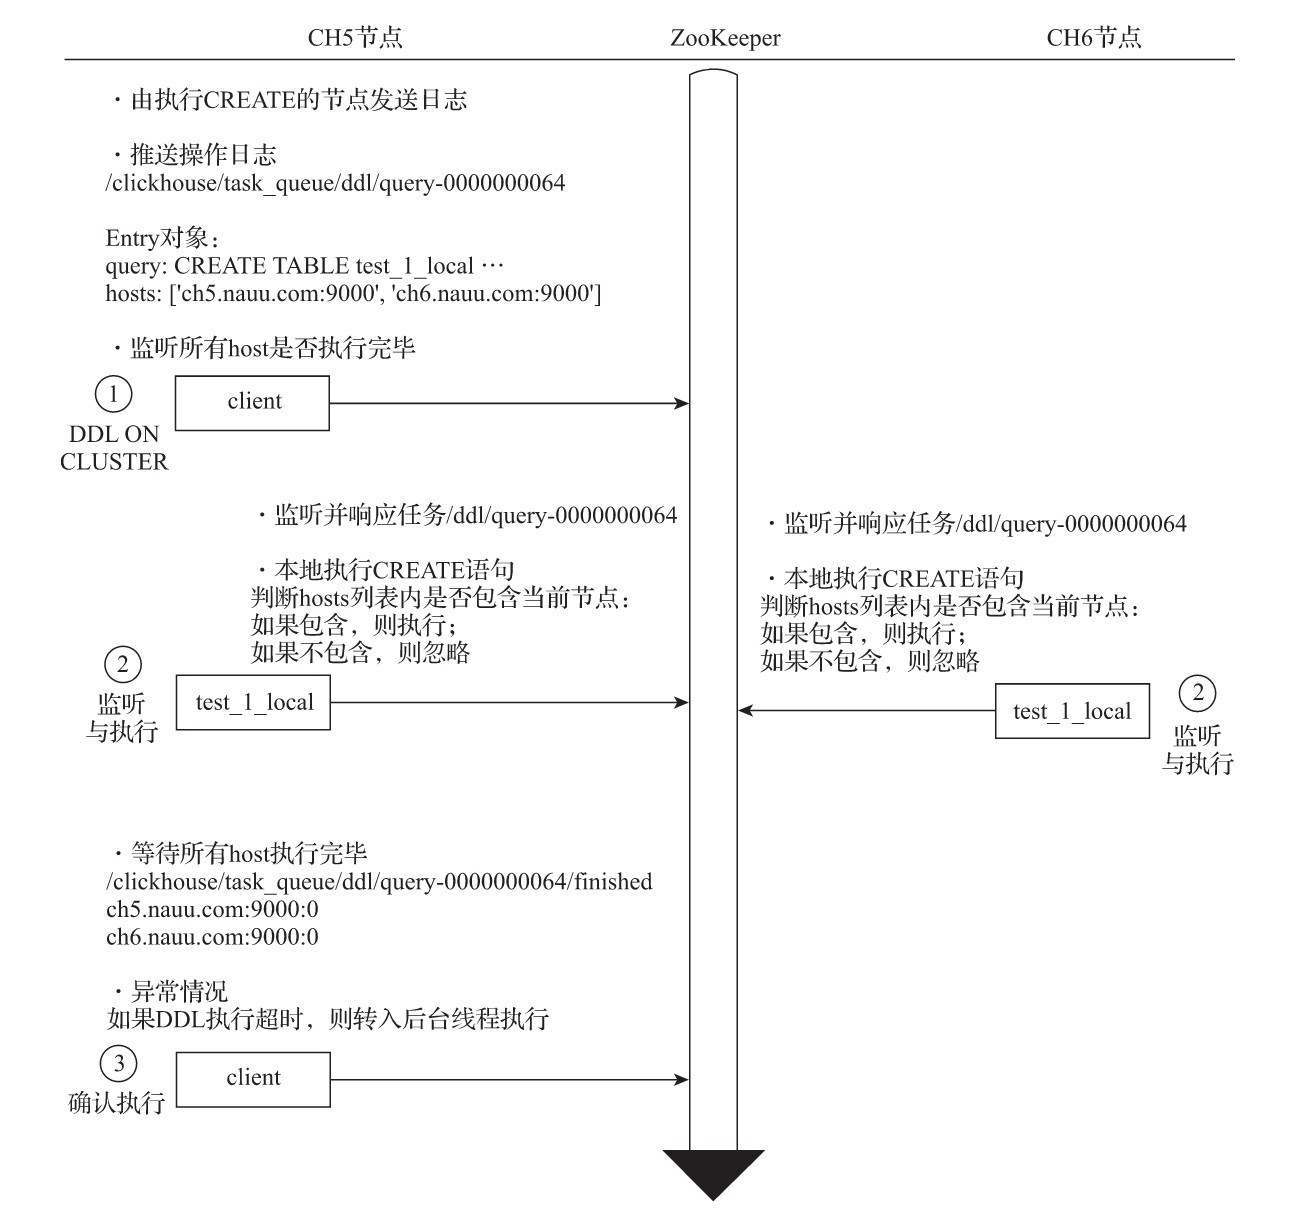 CH5节点
ZooKeeper
CH6节点
·由执行CREATE的节点发送日志
·推送操作日志
/clickhouse/task_queue/ddl/query-0000000064
Entry对象：
query: CREATE TABLE test_1_local …
hosts: ['ch5.nauu.com:9000', 'ch6.nauu.com:9000']
·监听所有host是否执行完毕
①
client
DDL ON
CLUSTER
·监听并响应任务/ddl/query-0000000064
·本地执行CREATE语句
判断hosts列表内是否包含当前节点：
如果包含，则执行；
如果不包含，则忽略
②
test_1_local
监听
与执行
·监听并响应任务/ddl/query-0000000064
·本地执行CREATE语句
判断hosts列表内是否包含当前节点：
如果包含，则执行；
如果不包含，则忽略
test_1_local
②
监听
与执行
·等待所有host执行完毕
/clickhouse/task_queue/ddl/query-0000000064/finished
ch5.nauu.com:9000:0
ch6.nauu.com:9000:0
·异常情况
如果DDL执行超时，则转入后台线程执行
③
client
确认执行